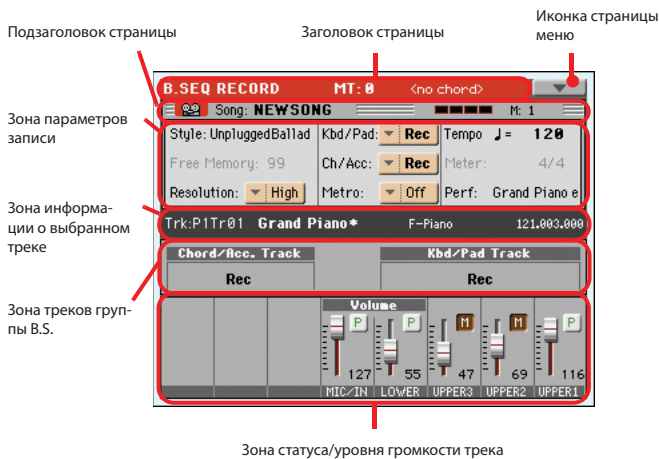 Подзаголовок страницы
Заголовок страницы
Иконка страницы
меню
B.SEQ RECORD MT: 0 <no chord>
Song: NEWSONG M: 1
Зона параметров
записи
Style: UnpluggedBallad Kbd/Pad: Rec Tempo ♩ = 120
Free Memory: 99 Ch/Acc: Rec Meter: 4/4
Resolution: High Metro: Off Perf: Grand Piano e
Зона информа-
ции о выбранном
треке
Trk:P1Tr01 Grand Piano* F-Piano 121.003.000
Chord/Acc. Track Kbd/Pad Track
Rec Rec
Зона треков груп-
пы B.S.
Volume
P P M M P
127 55 47 69 116
MIC/IN LOWER UPPER3 UPPER2 UPPER1
Зона статуса/уровня громкости трека